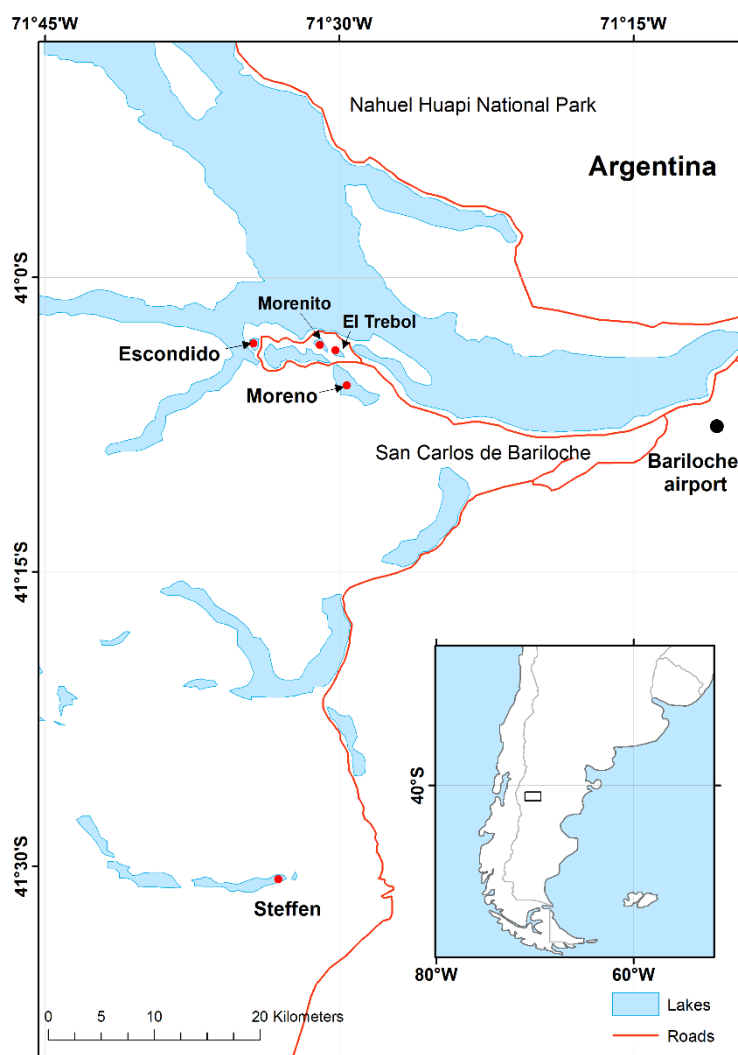 71°45'W
71°30'W
71°15'W
Nahuel Huapi National Park
Argentina
41°0'S
Morenito
El Trebol
Escondido
Moreno
San Carlos de Bariloche
Bariloche
airport
41°15'S
40°S
41°30'S
Steffen
80°W
60°W
0 5 10 20 Kilometers
Lakes
Roads